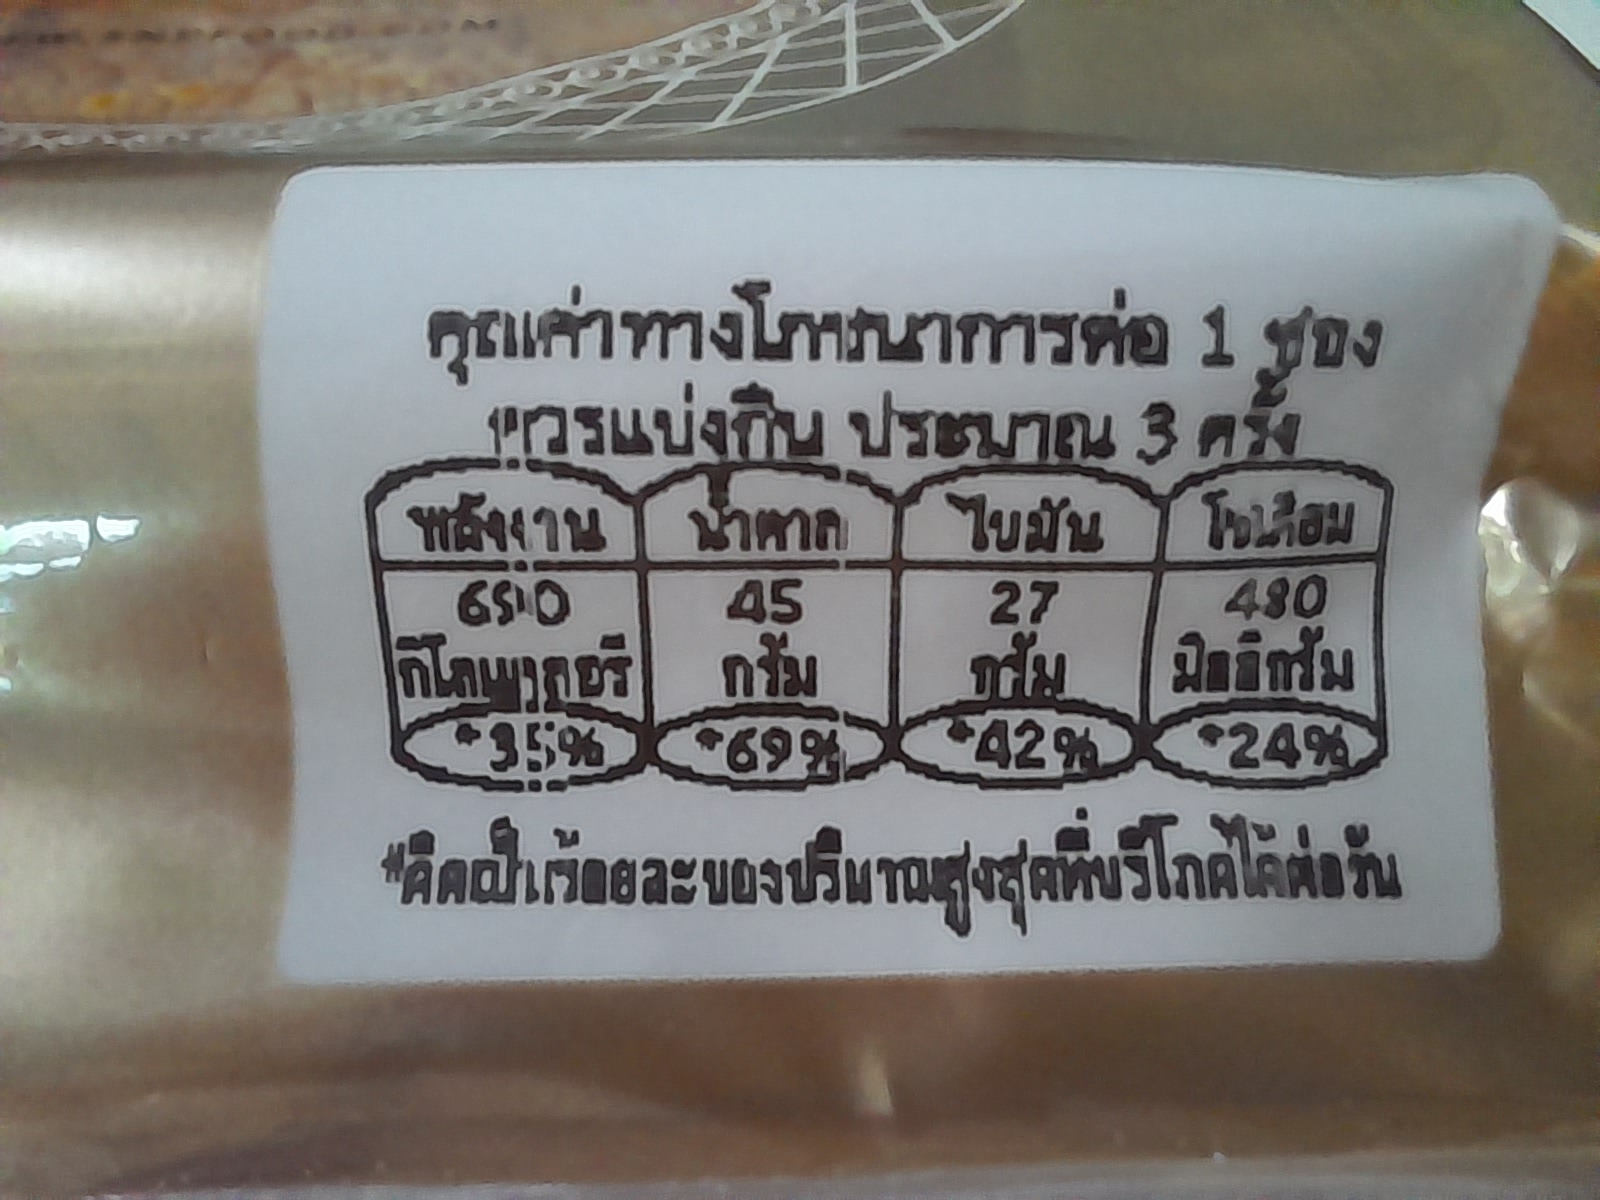 คุณค่าทางโภชนาการต่อ 1 ซอง
ควรแบ่งกิน ประมาณ 3 ครั้ง
พลังงาน น้ำตาล ไขมัน โซเดียม
690 45 27 480
กิโลแคลอรี กรัม กรัม มิลลิกรัม
*35% *69% *42% *24%
*คิดเป็นร้อยละของปริมาณสูงสุดที่บริโภคได้ต่อวัน